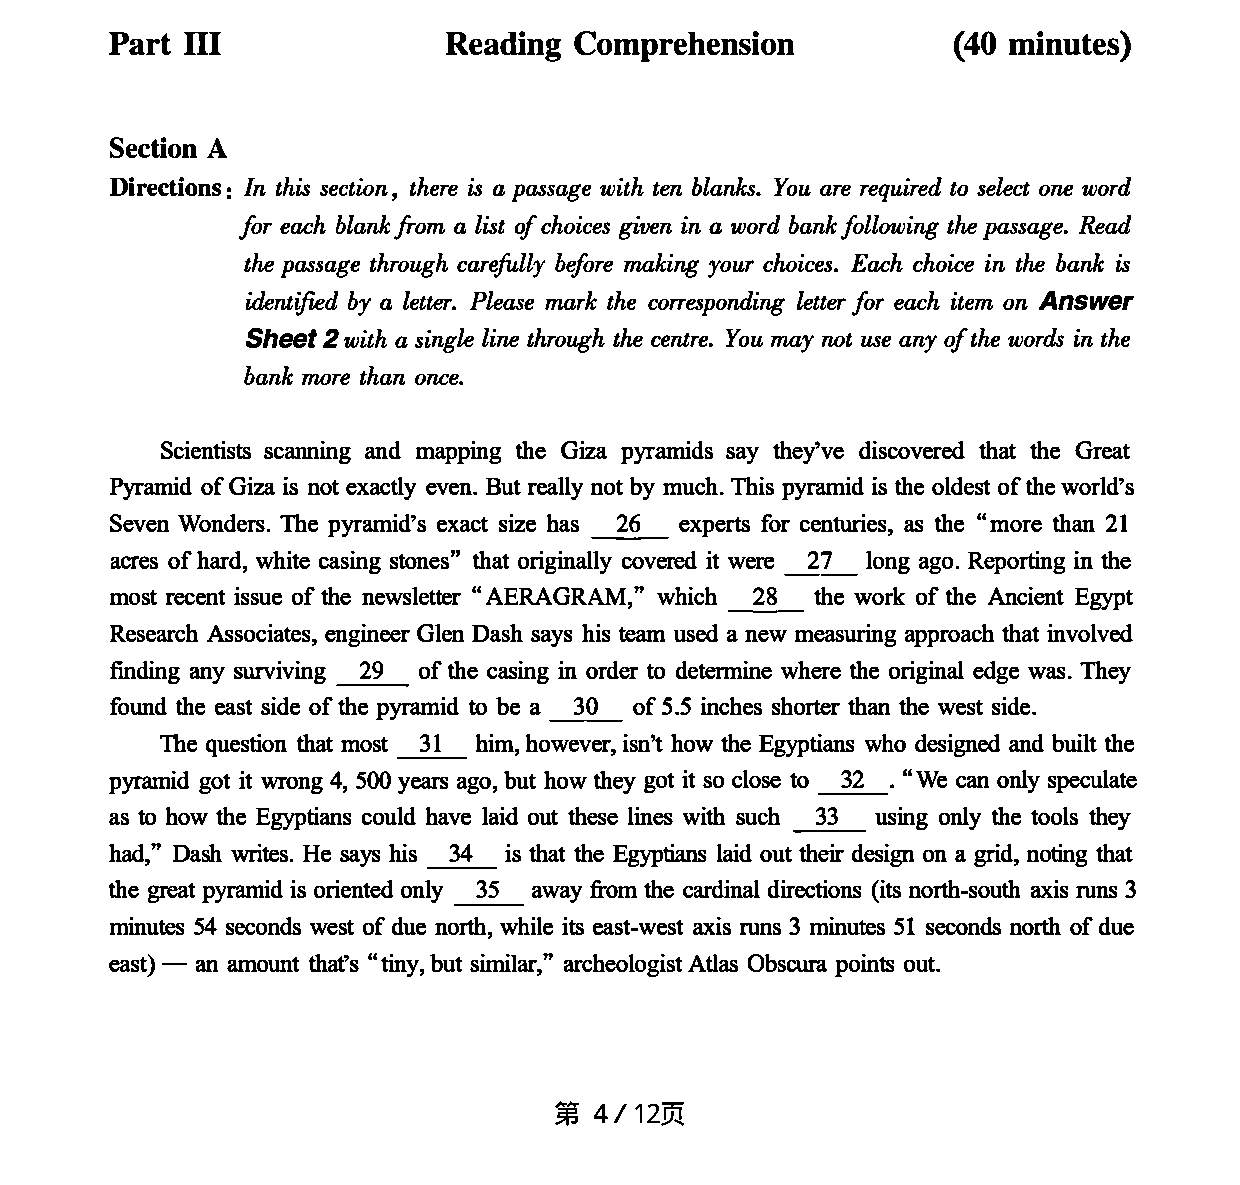 Part III Reading Comprehension (40 minutes)
Section A
Directions: In this section, there is a passage with ten blanks. You are required to select one word
for each blank from a list of choices given in a word bank following the passage. Read
the passage through carefully before making your choices. Each choice in the bank is
identified by a letter. Please mark the corresponding letter for each item on Answer
Sheet 2 with a single line through the centre. You may not use any of the words in the
bank more than once.
Scientists scanning and mapping the Giza pyramids say they've discovered that the Great
Pyramid of Giza is not exactly even. But really not by much. This pyramid is the oldest of the world's
Seven Wonders. The pyramid's exact size has 26 experts for centuries, as the “more than 21
acres of hard, white casing stones” that originally covered it were 27 long ago. Reporting in the
most recent issue of the newsletter “AERAGRAM,” which 28 the work of the Ancient Egypt
Research Associates, engineer Glen Dash says his team used a new measuring approach that involved
finding any surviving 29 of the casing in order to determine where the original edge was. They
found the east side of the pyramid to be a 30 of 5.5 inches shorter than the west side.
The question that most 31 him, however, isn't how the Egyptians who designed and built the
pyramid got it wrong 4, 500 years ago, but how they got it so close to 32 . “We can only speculate
as to how the Egyptians could have laid out these lines with such 33 using only the tools they
had,” Dash writes. He says his 34 is that the Egyptians laid out their design on a grid, noting that
the great pyramid is oriented only 35 away from the cardinal directions (its north-south axis runs 3
minutes 54 seconds west of due north, while its east-west axis runs 3 minutes 51 seconds north of due
east) — an amount that's “tiny, but similar,” archeologist Atlas Obscura points out.
第 4 / 12页